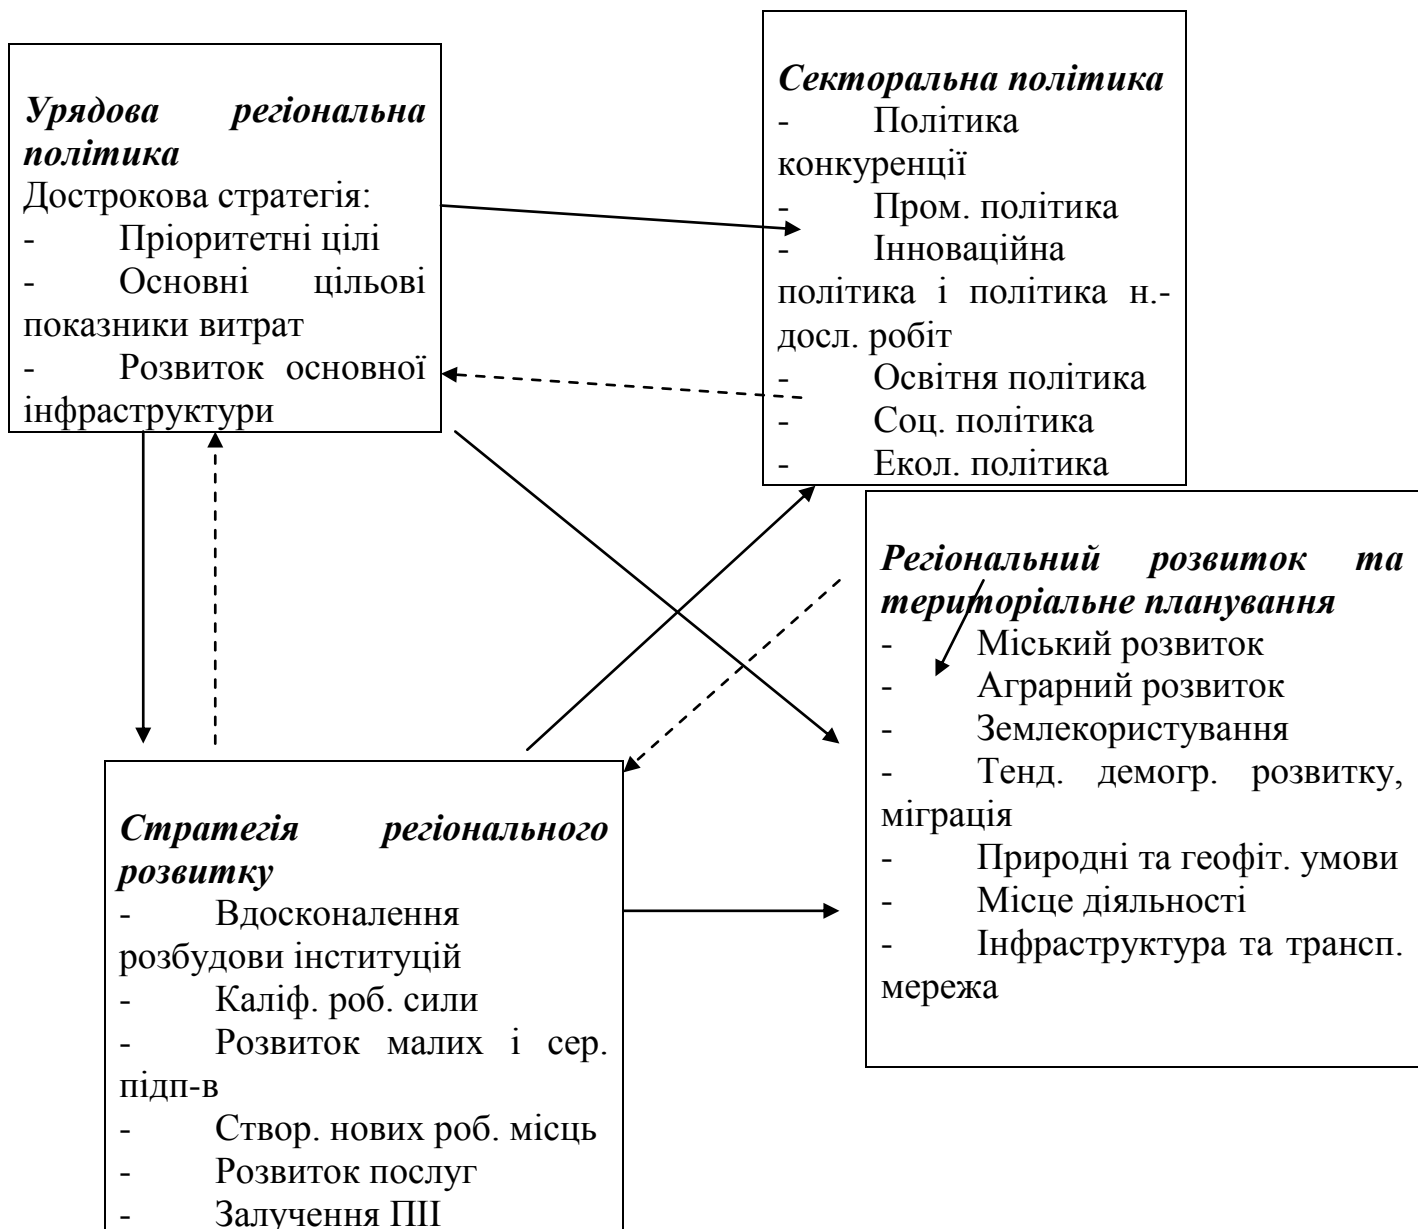 Урядова регіональна
політика
Дострокова стратегія:
- Пріоритетні цілі
- Основні цільові
показники витрат
- Розвиток основної
інфраструктури
Секторальна політика
- Політика
конкуренції
- Пром. політика
- Інноваційна
політика і політика н.-
досл. робіт
- Освітня політика
- Соц. політика
- Екол. політика
Регіональний розвиток та
територіальне планування
- Міський розвиток
- Аграрний розвиток
- Землекористування
- Тенд. демогр. розвитку,
міграція
- Природні та геофіт. умови
- Місце діяльності
- Інфраструктура та трансп.
мережа
Стратегія регіонального
розвитку
- Вдосконалення
розбудови інституцій
- Каліф. роб. сили
- Розвиток малих і сер.
підп-в
- Створ. нових роб. місць
- Розвиток послуг
- Залучення ПІІ